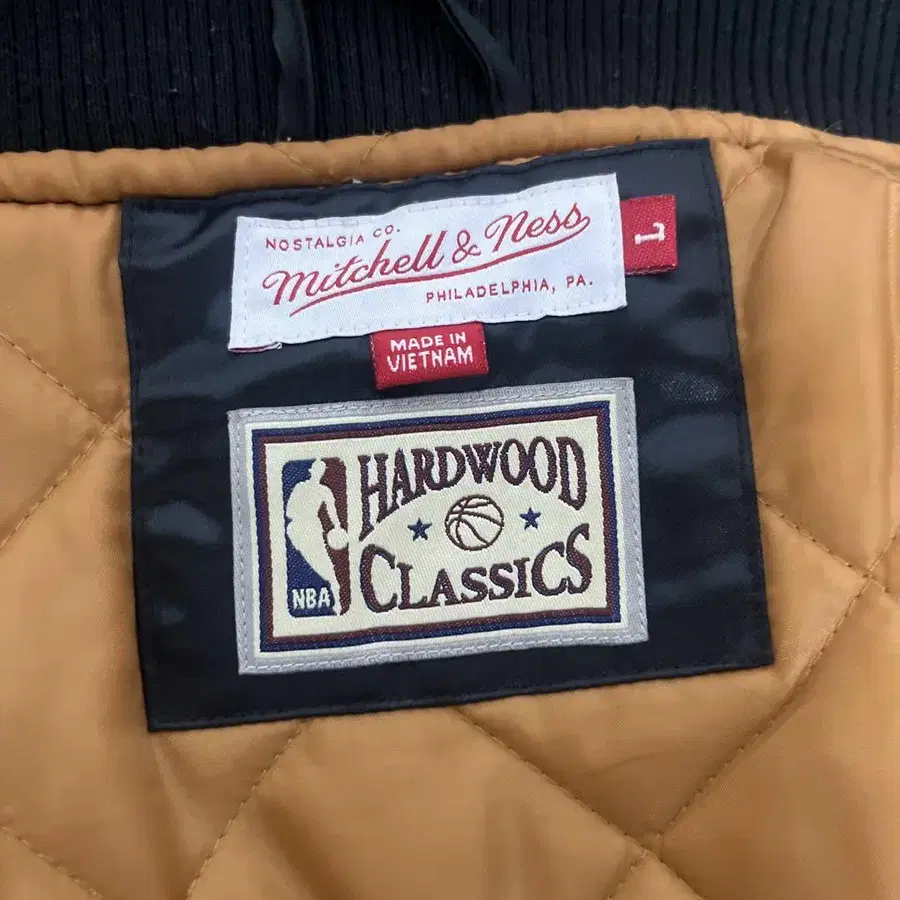 NOSTALGIA CO.
Mitchell & Ness
PHILADELPHIA, PA.
L
MADE IN
VIETNAM
HARDWOOD
CLASSICS
NBA